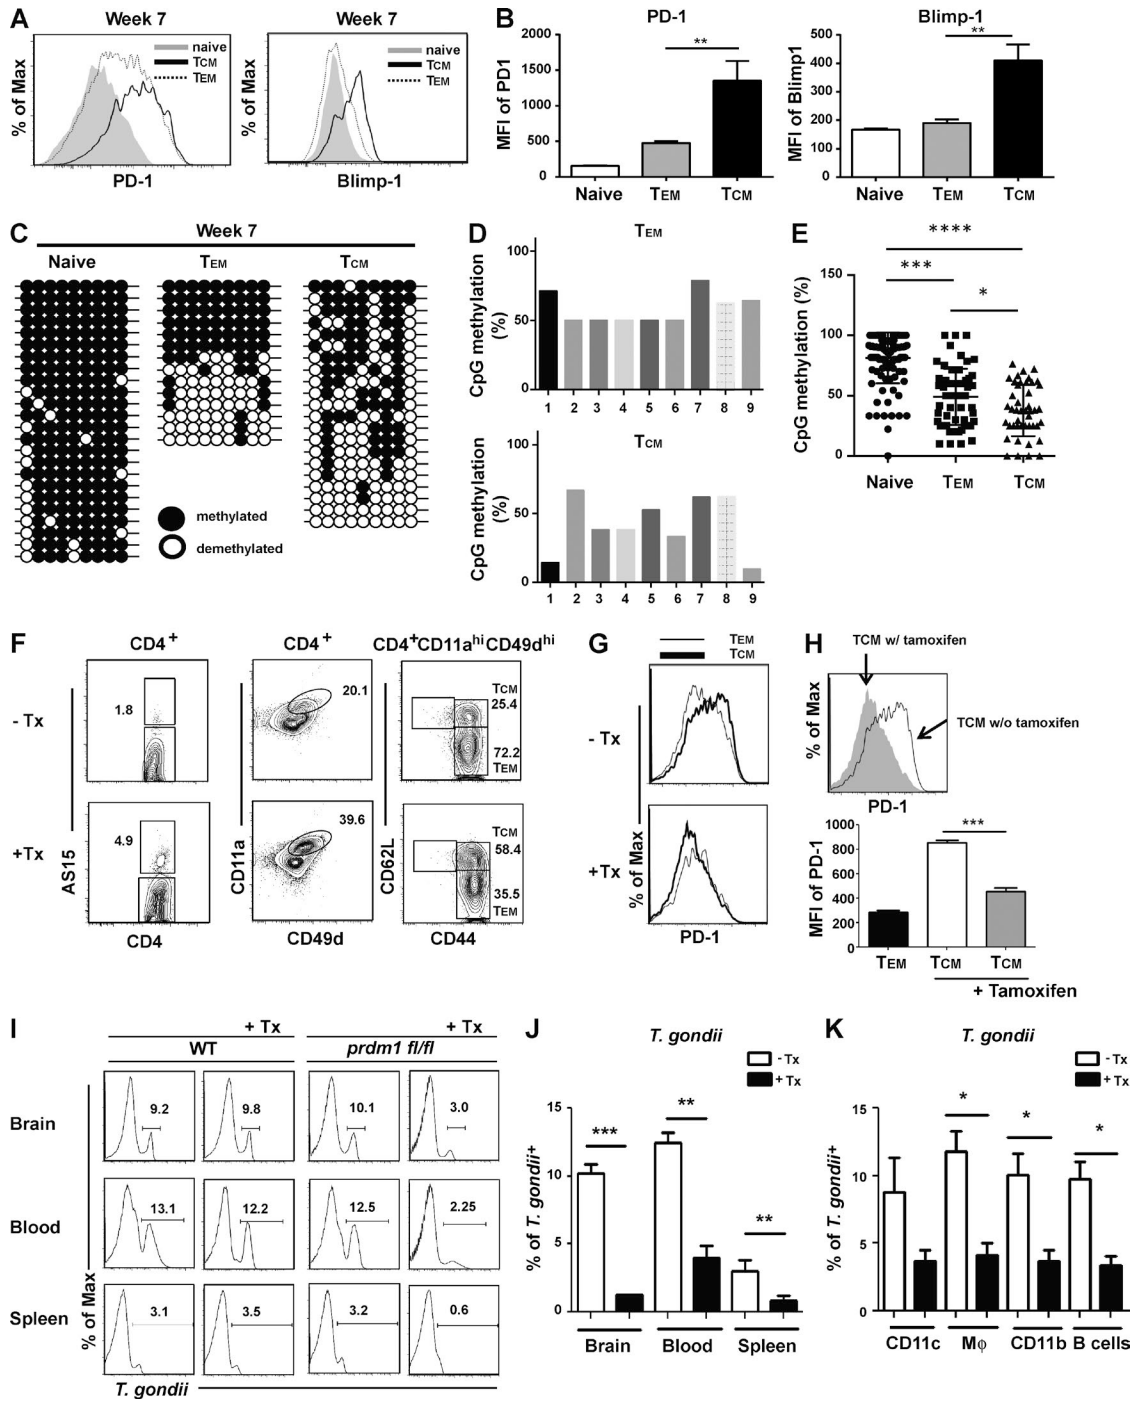 A
Week 7
Week 7
% of Max
naive
TCM
TEM
PD-1
% of Max
naive
TCM
TEM
Blimp-1
B
PD-1
MFI of PD1
2000
1500
1000
500
0
**
Naive TEM TCM
Blimp-1
MFI of Blimp1
500
400
300
200
100
0
**
Naive TEM TCM
C
Week 7
Naive TEM TCM
methylated
demethylated
D
TEM
CpG methylation
(%)
100
50
0
1 2 3 4 5 6 7 8 9
TCM
CpG methylation
(%)
100
50
0
1 2 3 4 5 6 7 8 9
E
****
***
*
CpG methylation (%)
150
100
50
0
Naive TEM TCM
F
CD4+
CD4+
CD4+CD11ahiCD49dhi
- Tx
1.8
20.1
TCM
25.4
72.2
TEM
+Tx
4.9
39.6
TCM
58.4
35.5
TEM
AS15
CD11a
CD62L
CD4
CD49d
CD44
G
TEM
TCM
- Tx
+Tx
% of Max
PD-1
H
TCM w/ tamoxifen
TCM w/o tamoxifen
% of Max
PD-1
MFI of PD-1
1000
800
600
400
200
0
***
TEM TCM TCM
+ Tamoxifen
I
+ Tx
+ Tx
WT
prdm1 fl/fl
Brain
9.2
9.8
10.1
3.0
Blood
13.1
12.2
12.5
2.25
Spleen
3.1
3.5
3.2
0.6
% of Max
T. gondii
J
T. gondii
- Tx
+ Tx
% of T. gondii+
15
10
5
0
***
**
**
Brain Blood Spleen
K
T. gondii
- Tx
+ Tx
% of T. gondii+
15
10
5
0
*
*
*
CD11c Mϕ CD11b B cells